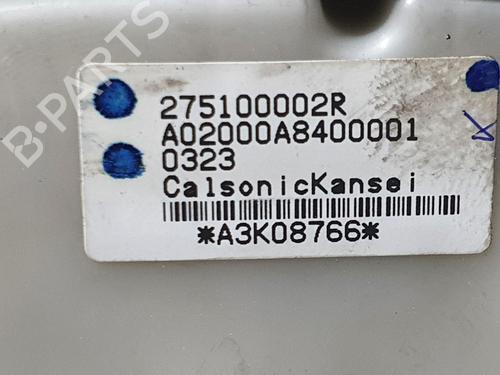 B-PARTS
275100002R
A02000A8400001
0323
CalsonicKansei
*A3K08766*
K